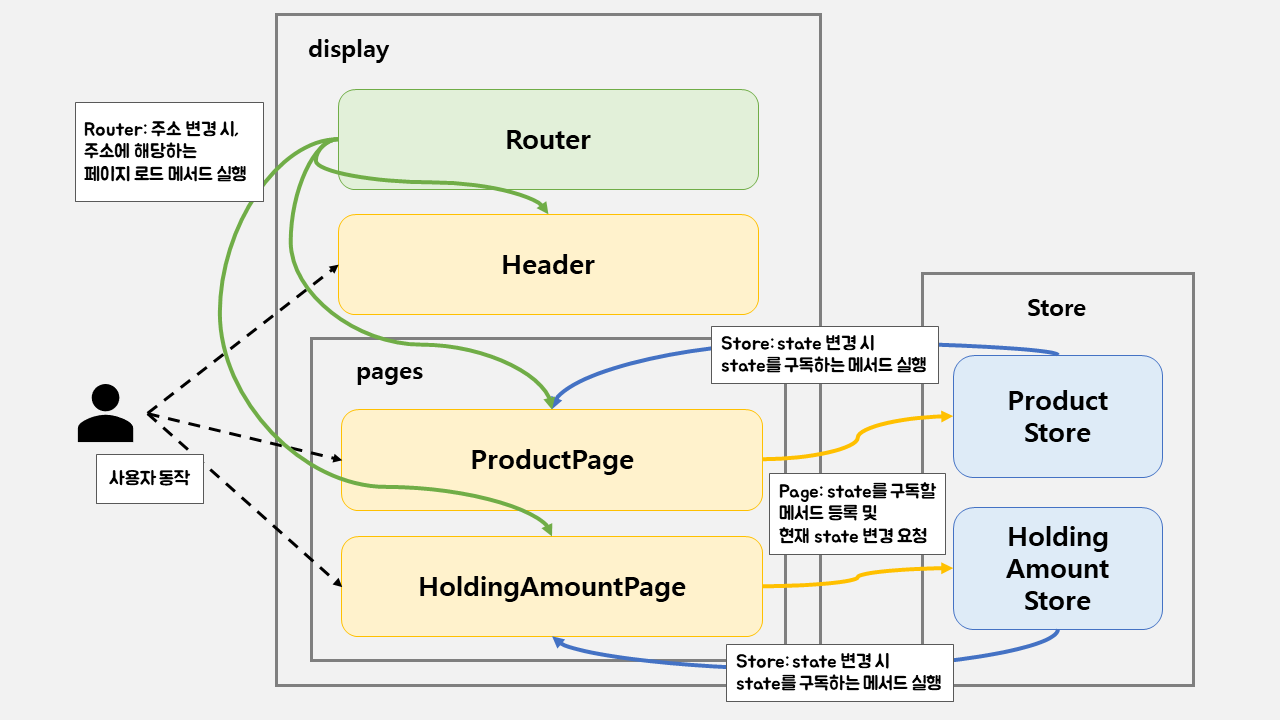 display
Router: 주소 변경 시,
주소에 해당하는
페이지 로드 메서드 실행
Router
Header
Store
pages
Store: state 변경 시
state를 구독하는 메서드 실행
Product
Store
ProductPage
사용자 동작
Page: state를 구독할
메서드 등록 및
현재 state 변경 요청
HoldingAmountPage
Holding
Amount
Store
Store: state 변경 시
state를 구독하는 메서드 실행